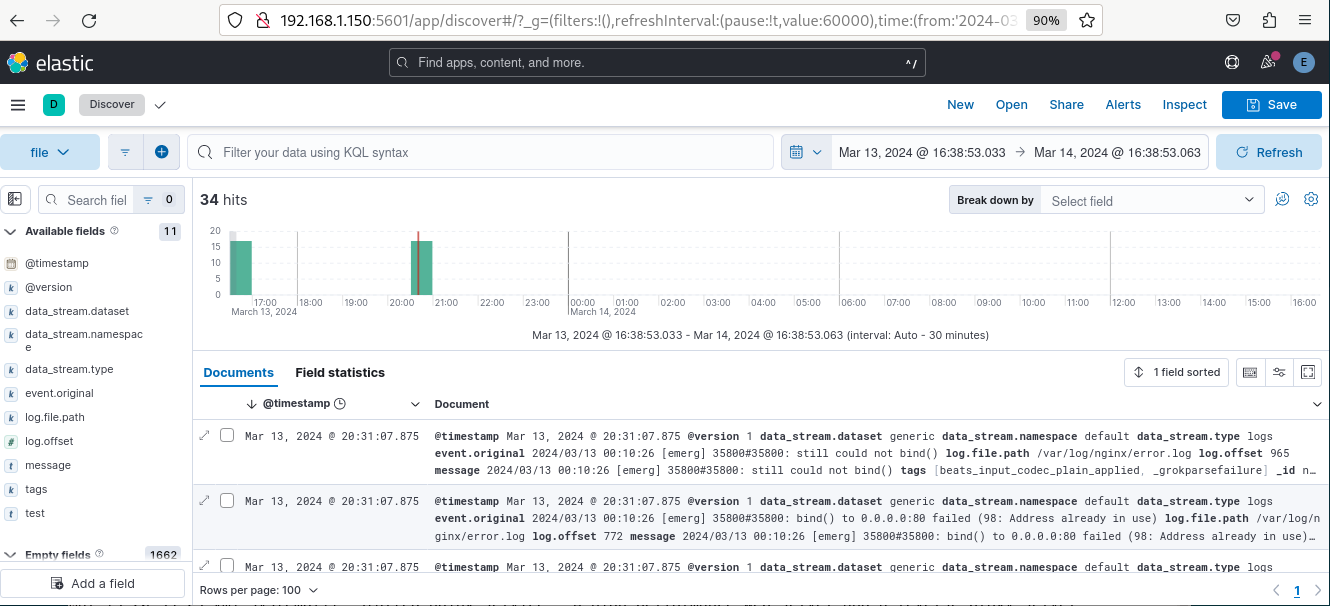 192.168.1.150:5601/app/discover#/?_g=(filters:!(),refreshInterval:(pause:!t,value:60000),time:(from:'2024-03
90%
elastic
Find apps, content, and more.
^/
E
D
Discover
New
Open
Share
Alerts
Inspect
Save
file
Filter your data using KQL syntax
Mar 13, 2024 @ 16:38:53.033 → Mar 14, 2024 @ 16:38:53.063
Refresh
Search fiel
0
34 hits
Break down by
Select field
Available fields
11
@timestamp
@version
data_stream.dataset
data_stream.namespac
e
data_stream.type
event.original
log.file.path
log.offset
message
tags
test
Empty fields
1662
Add a field
20
15
10
5
0
17:00 18:00 19:00 20:00 21:00 22:00 23:00 00:00 01:00 02:00 03:00 04:00 05:00 06:00 07:00 08:00 09:00 10:00 11:00 12:00 13:00 14:00 15:00 16:00
March 13, 2024
March 14, 2024
Mar 13, 2024 @ 16:38:53.033 - Mar 14, 2024 @ 16:38:53.063 (interval: Auto - 30 minutes)
Documents
Field statistics
1 field sorted
@timestamp
Document
Mar 13, 2024 @ 20:31:07.875
@timestamp Mar 13, 2024 @ 20:31:07.875 @version 1 data_stream.dataset generic data_stream.namespace default data_stream.type logs
event.original 2024/03/13 00:10:26 [emerg] 35800#35800: still could not bind() log.file.path /var/log/nginx/error.log log.offset 965
message 2024/03/13 00:10:26 [emerg] 35800#35800: still could not bind() tags [beats_input_codec_plain_applied, _grokparsefailure] _id n…
Mar 13, 2024 @ 20:31:07.875
@timestamp Mar 13, 2024 @ 20:31:07.875 @version 1 data_stream.dataset generic data_stream.namespace default data_stream.type logs
event.original 2024/03/13 00:10:26 [emerg] 35800#35800: bind() to 0.0.0.0:80 failed (98: Address already in use) log.file.path /var/log/n
ginx/error.log log.offset 772 message 2024/03/13 00:10:26 [emerg] 35800#35800: bind() to 0.0.0.0:80 failed (98: Address already in use)…
Mar 13, 2024 @ 20:31:07.875
@timestamp Mar 13, 2024 @ 20:31:07.875 @version 1 data_stream.dataset generic data_stream.namespace default data_stream.type logs
Rows per page: 100
1